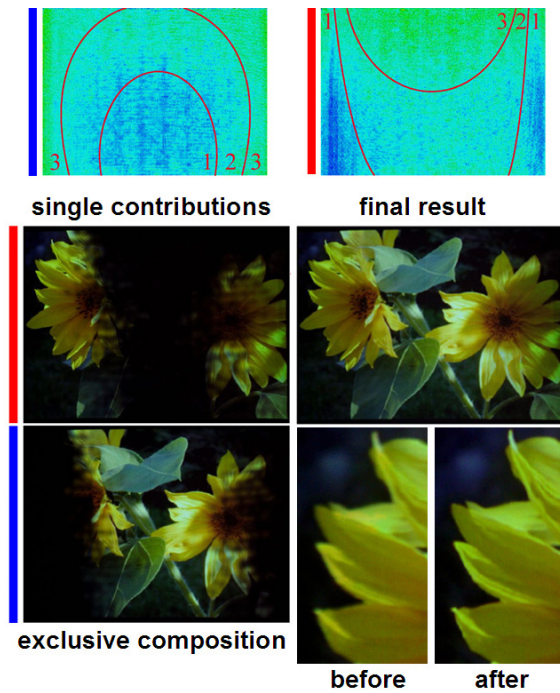 1 3 2 1
3 1 2 3
single contributions
final result
exclusive composition
before
after